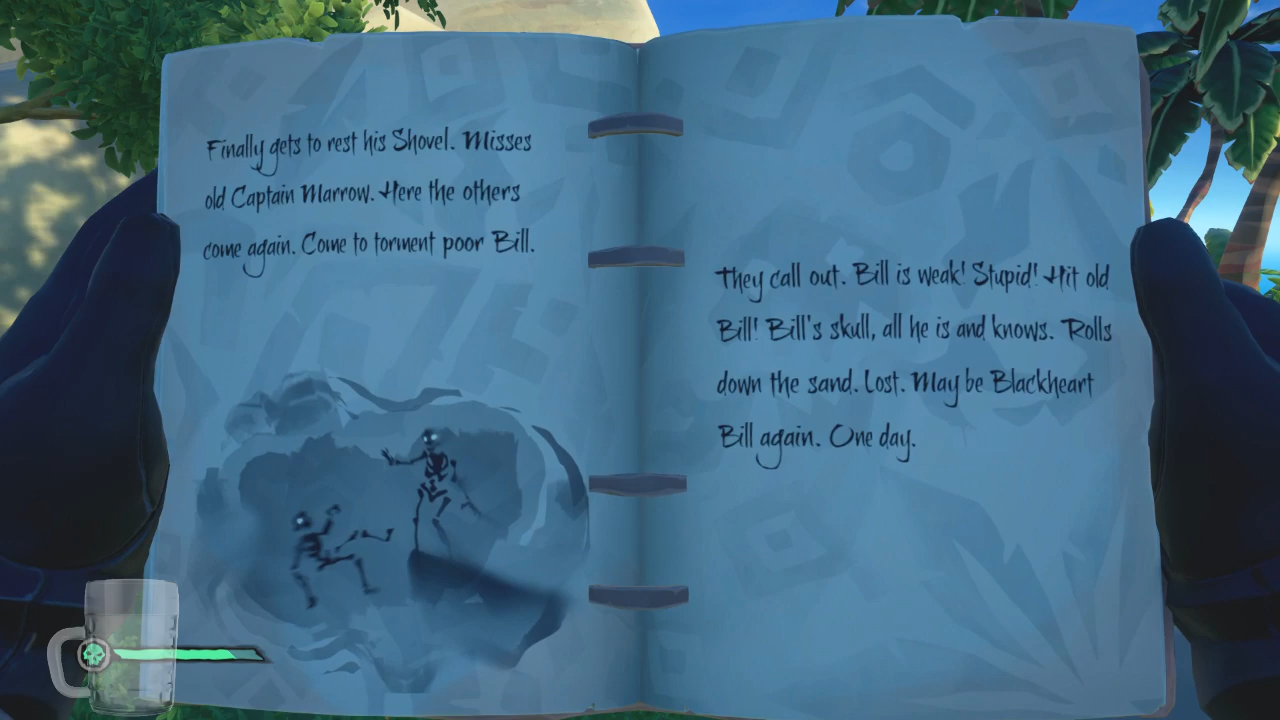 Finally gets to rest his Shovel. Misses
old Captain Marrow. Here the others
come again. Come to torment poor Bill.
They call out. Bill is weak! Stupid! Hit old
Bill! Bill's skull, all he is and knows. Rolls
down the sand. Lost. May be Blackheart
Bill again. One day.